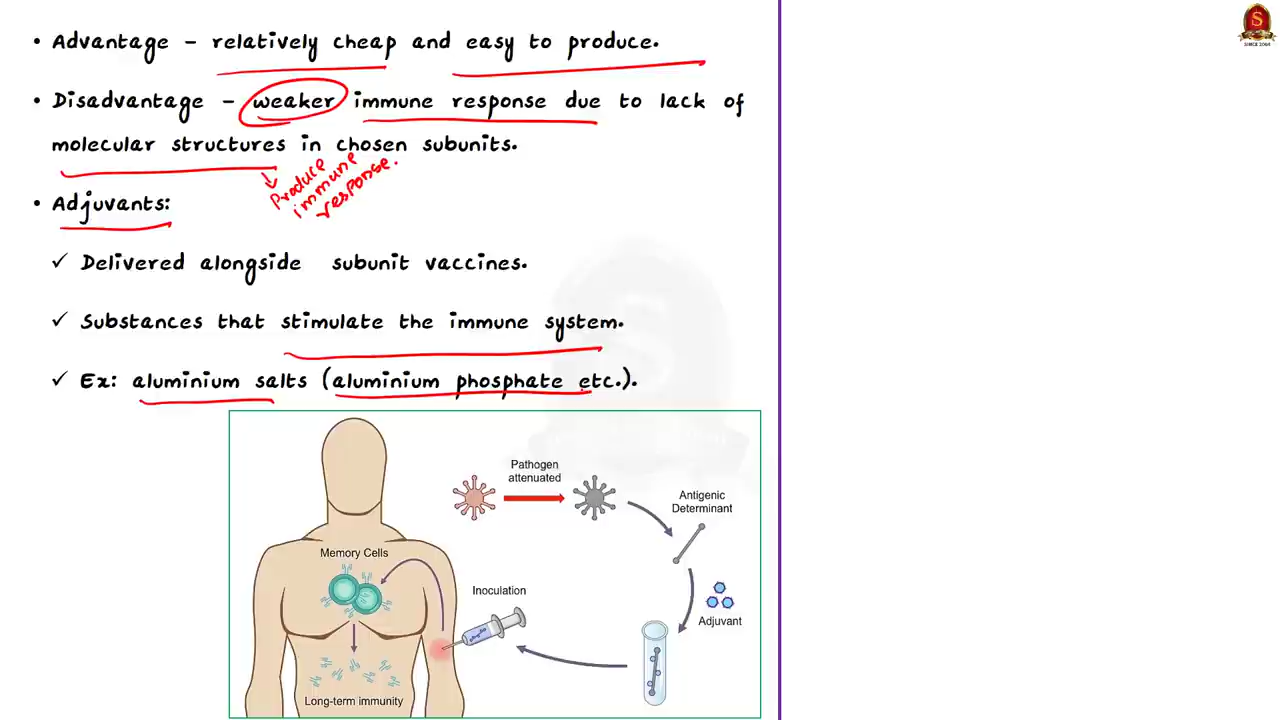 • Advantage – relatively cheap and easy to produce.
• Disadvantage – weaker immune response due to lack of
molecular structures in chosen subunits.
Produce
immune
response.
• Adjuvants:
✓ Delivered alongside subunit vaccines.
✓ Substances that stimulate the immune system.
✓ Ex: aluminium salts (aluminium phosphate etc.).
Pathogen
attenuated
Antigenic
Determinant
Memory Cells
Inoculation
Adjuvant
Long-term immunity
S
SINCE 2004